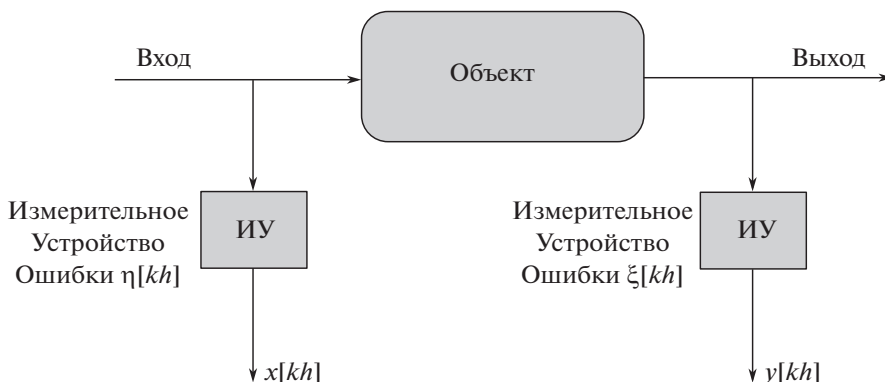 Вход
Объект
Выход
Измерительное
Устройство
Ошибки η[kh]
ИУ
Измерительное
Устройство
Ошибки ξ[kh]
ИУ
x[kh]
y[kh]